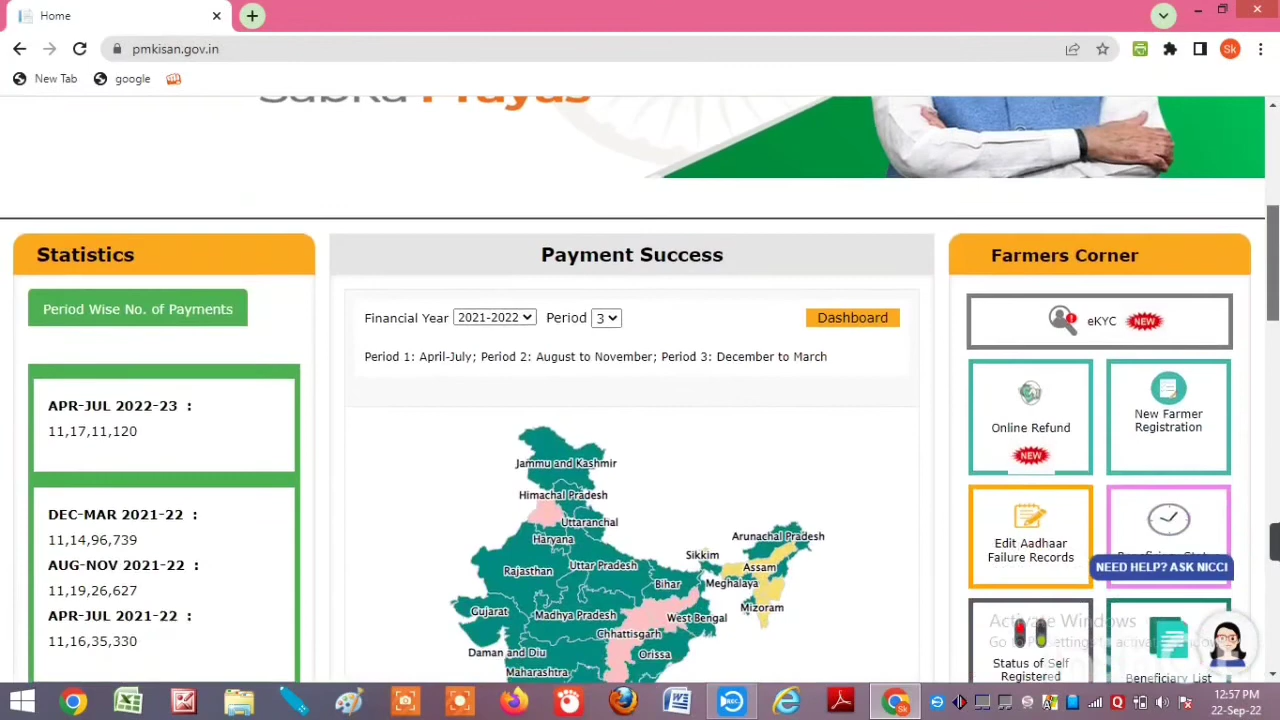 Home
pmkisan.gov.in
Sk
New Tab
google
Sabka Prayas
Statistics
Payment Success
Farmers Corner
Period Wise No. of Payments
Financial Year 2021-2022 Period 3
Dashboard
Period 1: April-July; Period 2: August to November; Period 3: December to March
eKYC NEW
APR-JUL 2022-23 :
11,17,11,120
Online Refund
NEW
New Farmer
Registration
DEC-MAR 2021-22 :
11,14,96,739
AUG-NOV 2021-22 :
11,19,26,627
APR-JUL 2021-22 :
11,16,35,330
Jammu and Kashmir
Himachal Pradesh
Uttaranchal
Haryana
Arunachal Pradesh
Sikkim
Rajasthan
Uttar Pradesh
Assam
Bihar
Meghalaya
Gujarat
Madhya Pradesh
West Bengal
Mizoram
Chhattisgarh
Daman and Diu
Orissa
Maharashtra
Edit Aadhaar
Failure Records
NEED HELP? ASK NICCI
Activate Windows
Status of Self
Registered
Beneficiary List
REC
Sk
12:57 PM
22-Sep-22